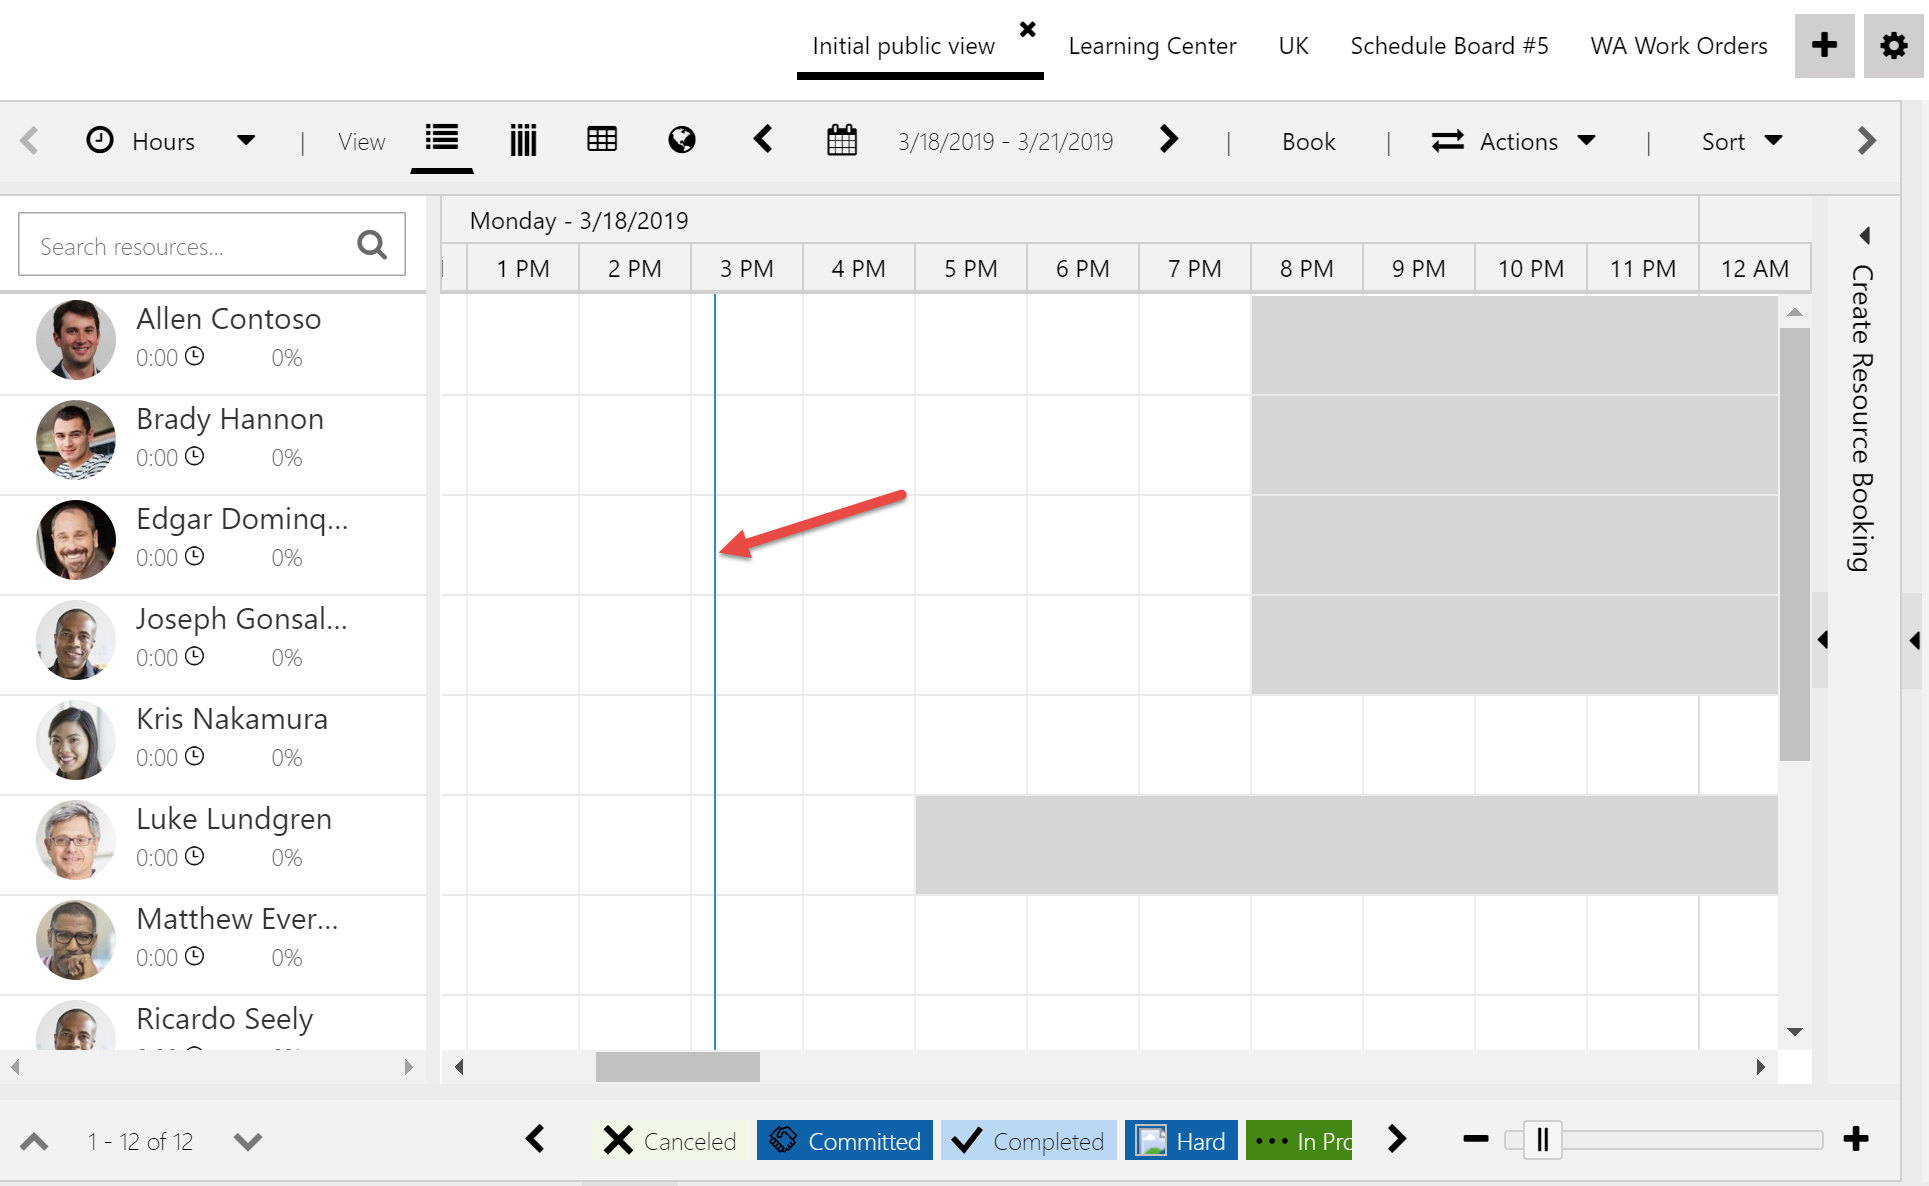 Initial public view Learning Center UK Schedule Board #5 WA Work Orders
Hours | View 3/18/2019 - 3/21/2019 | Book | Actions | Sort
Search resources...
Monday - 3/18/2019
1 PM 2 PM 3 PM 4 PM 5 PM 6 PM 7 PM 8 PM 9 PM 10 PM 11 PM 12 AM
Allen Contoso
0:00 0%
Brady Hannon
0:00 0%
Edgar Dominq...
0:00 0%
Joseph Gonsal...
0:00 0%
Kris Nakamura
0:00 0%
Luke Lundgren
0:00 0%
Matthew Ever...
0:00 0%
Ricardo Seely
Create Resource Booking
1 - 12 of 12
Canceled Committed Completed Hard In Pro